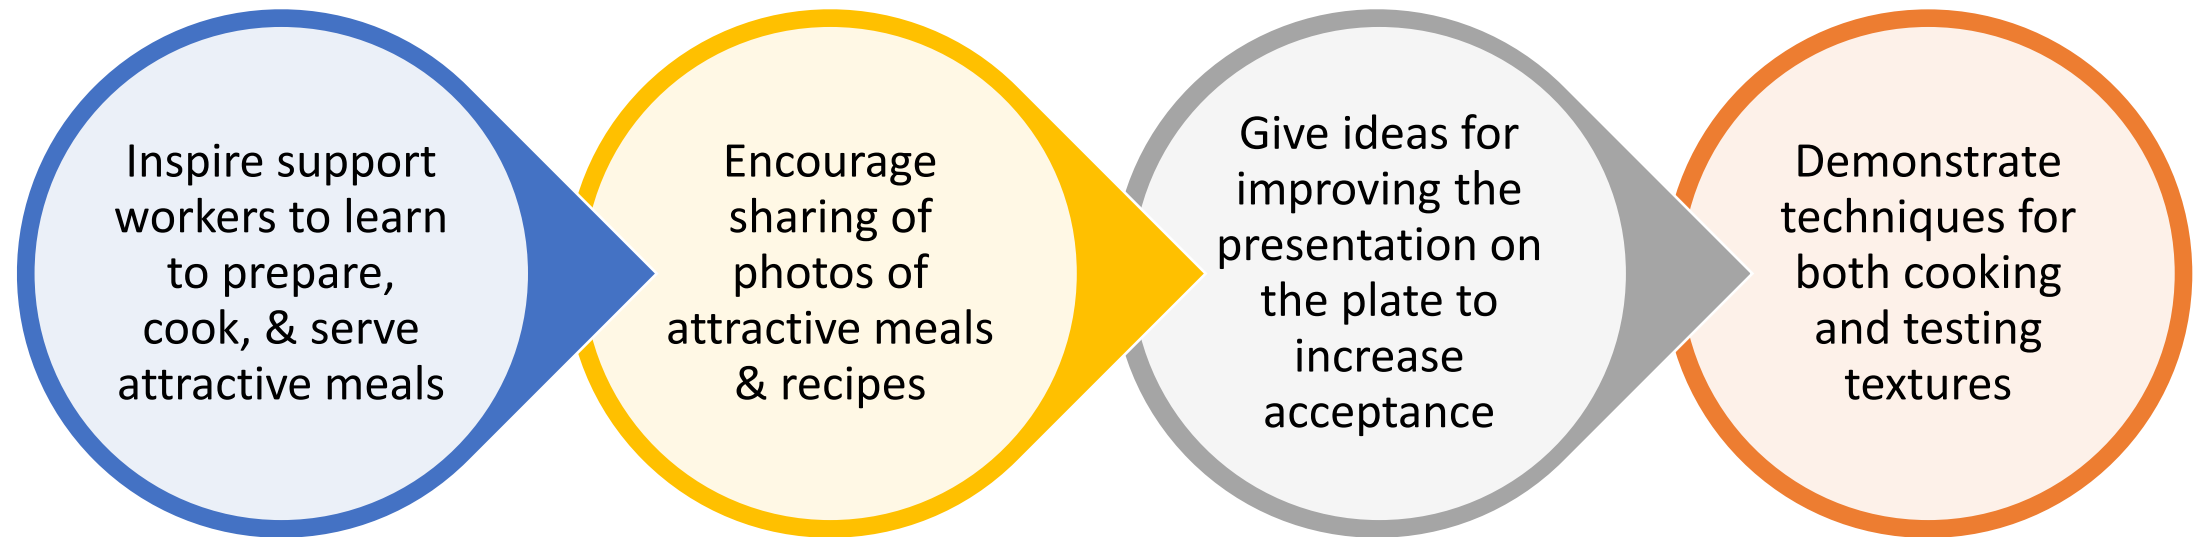 Inspire support
workers to learn
to prepare,
cook, & serve
attractive meals
Encourage
sharing of
photos of
attractive meals
& recipes
Give ideas for
improving the
presentation on
the plate to
increase
acceptance
Demonstrate
techniques for
both cooking
and testing
textures